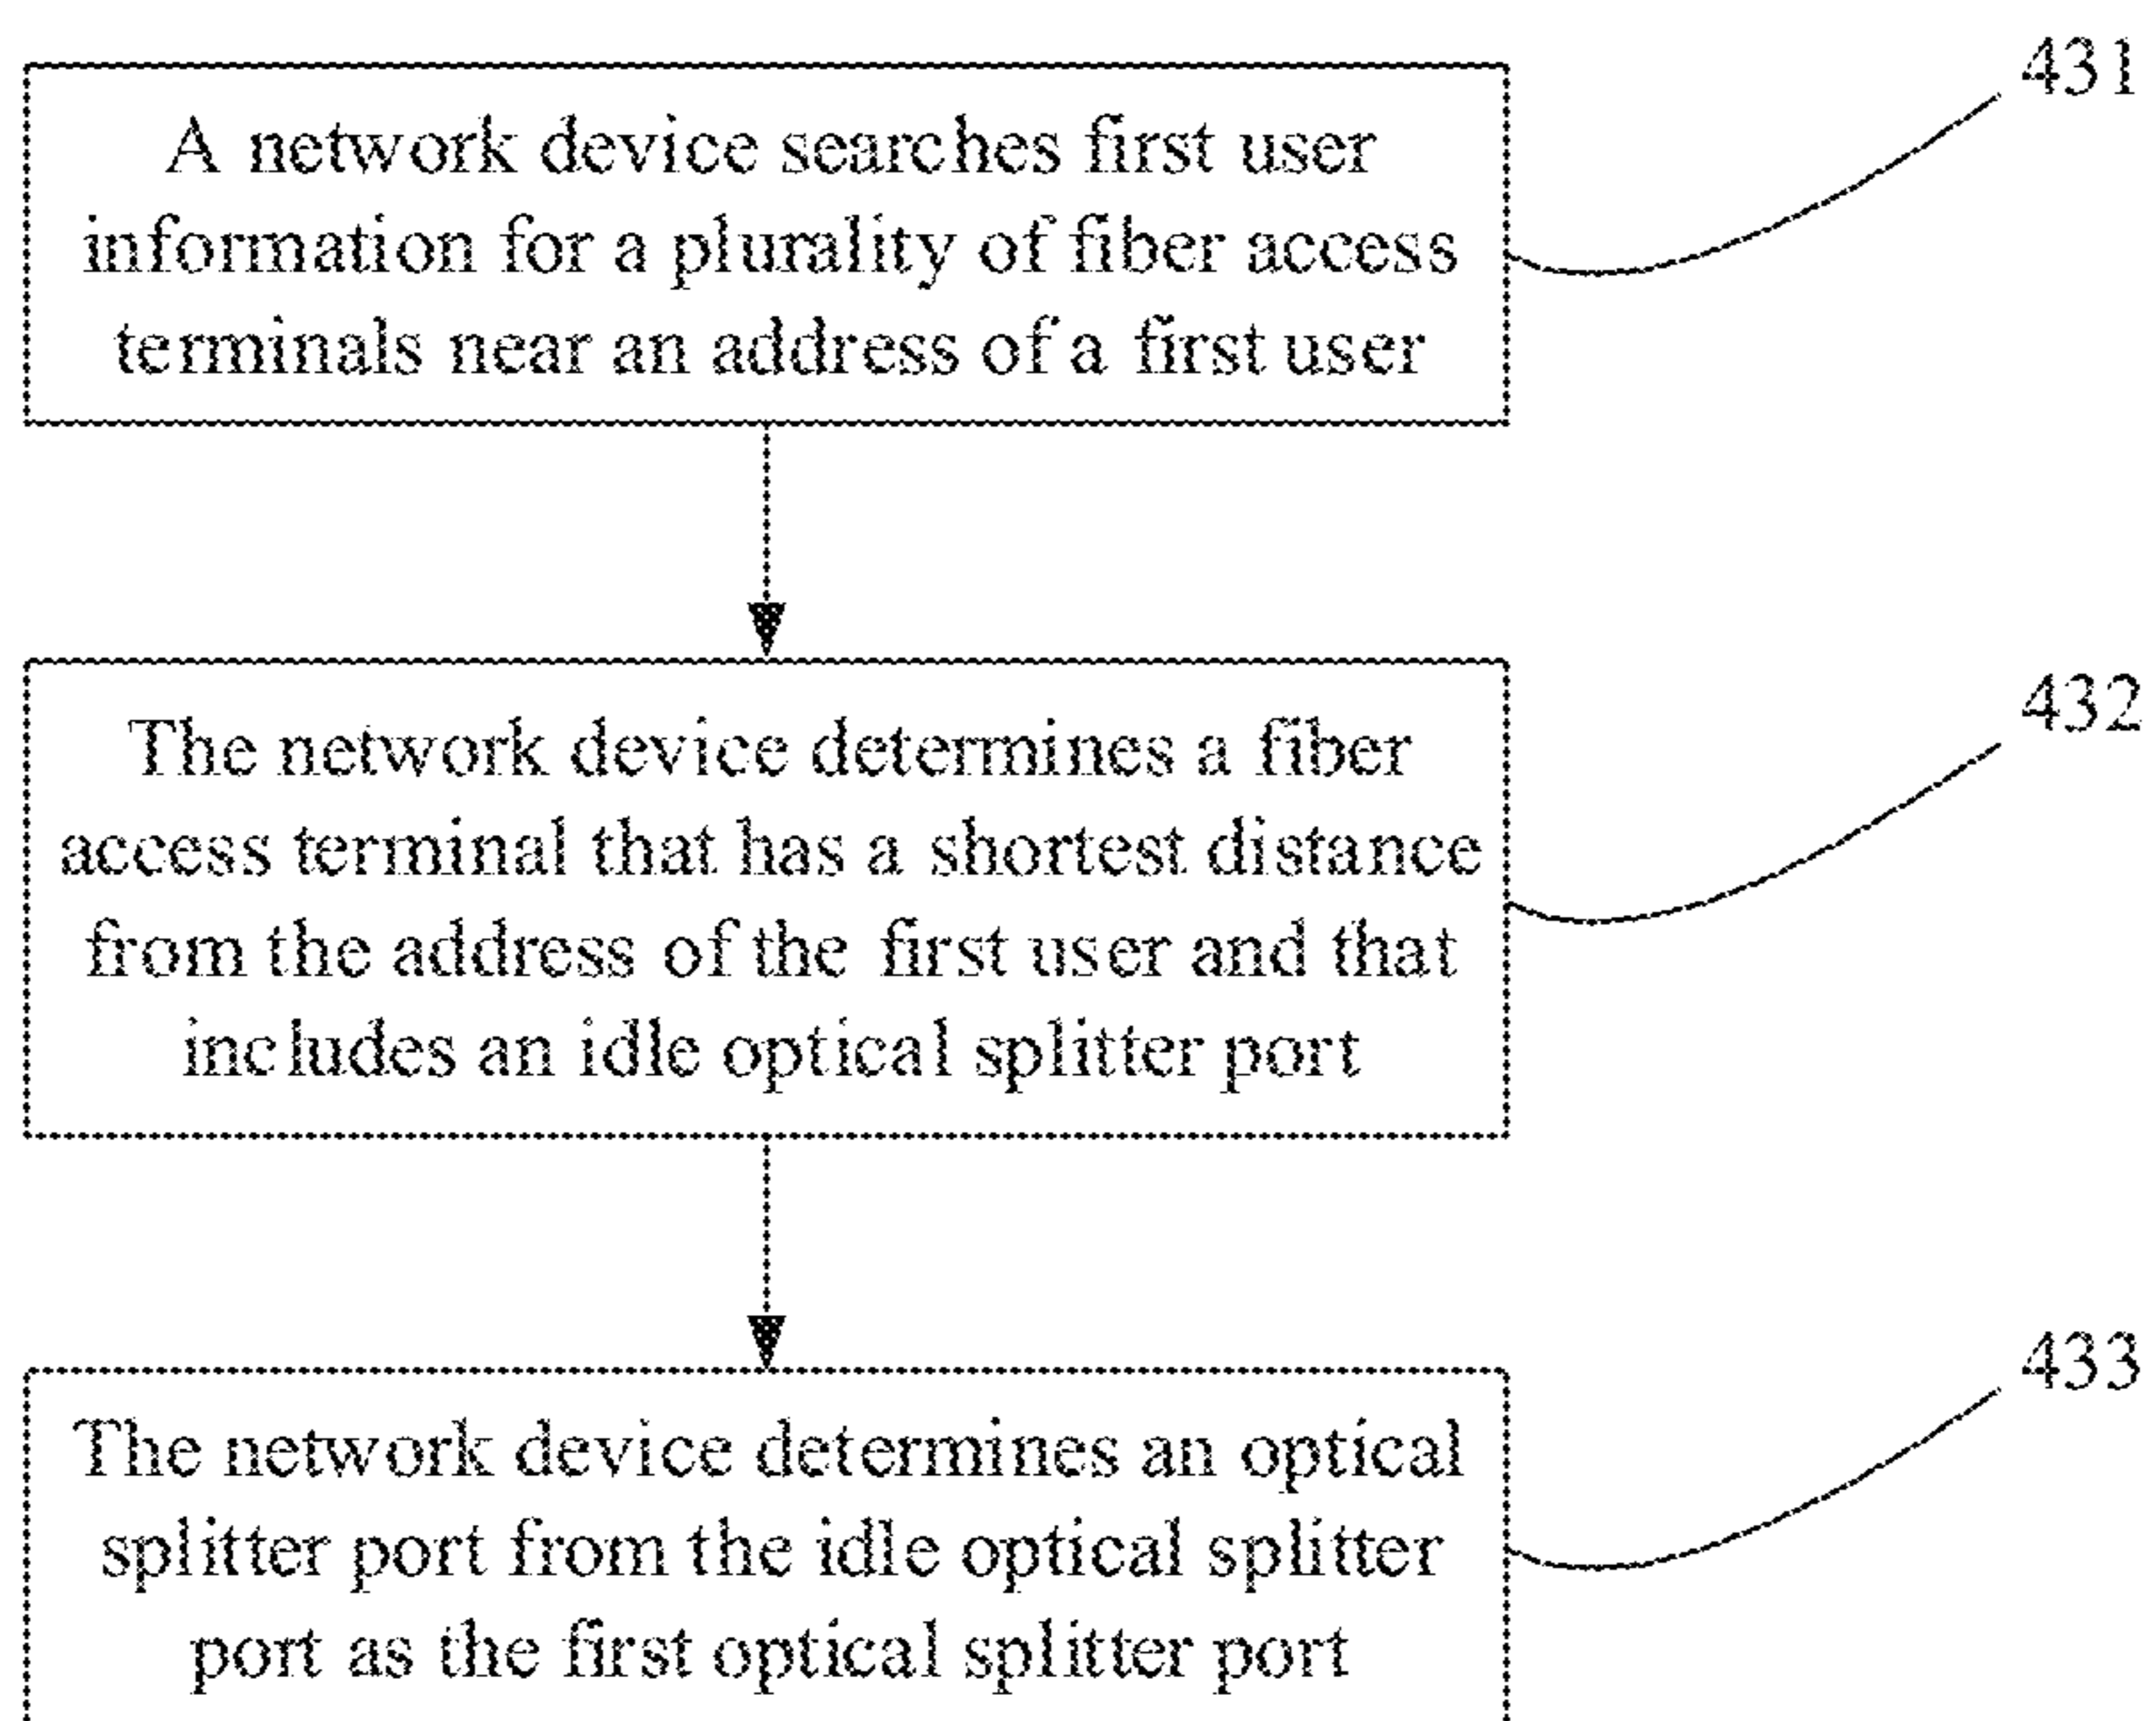 431
A network device searches first user
information for a plurality of fiber access
terminals near an address of a first user
432
The network device determines a fiber
access terminal that has a shortest distance
from the address of the first user and that
includes an idle optical splitter port
433
The network device determines an optical
splitter port from the idle optical splitter
port as the first optical splitter port